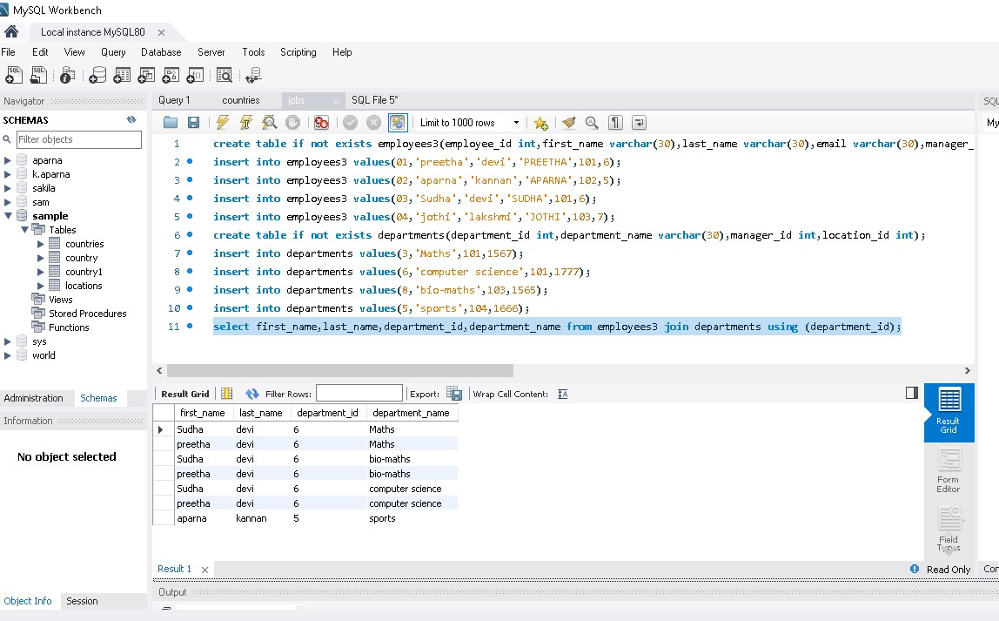 MySQL Workbench
Local instance MySQL80
File Edit View Query Database Server Tools Scripting Help
Navigator
SCHEMAS
Filter objects
aparna
k.aparna
sakila
sam
sample
Tables
countries
country
country1
locations
Views
Stored Procedures
Functions
sys
world
Administration Schemas
Information
No object selected
Object Info Session
Query 1 countries jobs SQL File 5*
Limit to 1000 rows
1 create table if not exists employees3(employee_id int,first_name varchar(30),last_name varchar(30),email varchar(30),manager_
2 insert into employees3 values(01,'preetha','devi','PREETHA',101,6);
3 insert into employees3 values(02,'aparna','kannan','APARNA',102,5);
4 insert into employees3 values(03,'Sudha','devi','SUDHA',101,6);
5 insert into employees3 values(04,'jothi','lakshmi','JOTHI',103,7);
6 create table if not exists departments(department_id int,department_name varchar(30),manager_id int,location_id int);
7 insert into departments values(3,'Maths',101,1567);
8 insert into departments values(6,'computer science',101,1777);
9 insert into departments values(8,'bio-maths',103,1565);
10 insert into departments values(5,'sports',104,1666);
11 select first_name,last_name,department_id,department_name from employees3 join departments using (department_id);
Result Grid Filter Rows: Export: Wrap Cell Content:
first_name last_name department_id department_name
Sudha devi 6 Maths
preetha devi 6 Maths
Sudha devi 6 bio-maths
preetha devi 6 bio-maths
Sudha devi 6 computer science
preetha devi 6 computer science
aparna kannan 5 sports
Result
Grid
Form
Editor
Field
Types
Result 1
Read Only
Output
SQL
My
Con